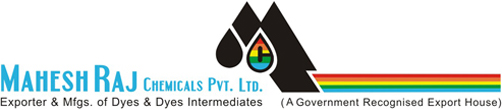 MAHESH RAJ CHEMICALS PVT. LTD.
C
Exporter & Mfgs. of Dyes & Dyes Intermediates (A Government Recognised Export House